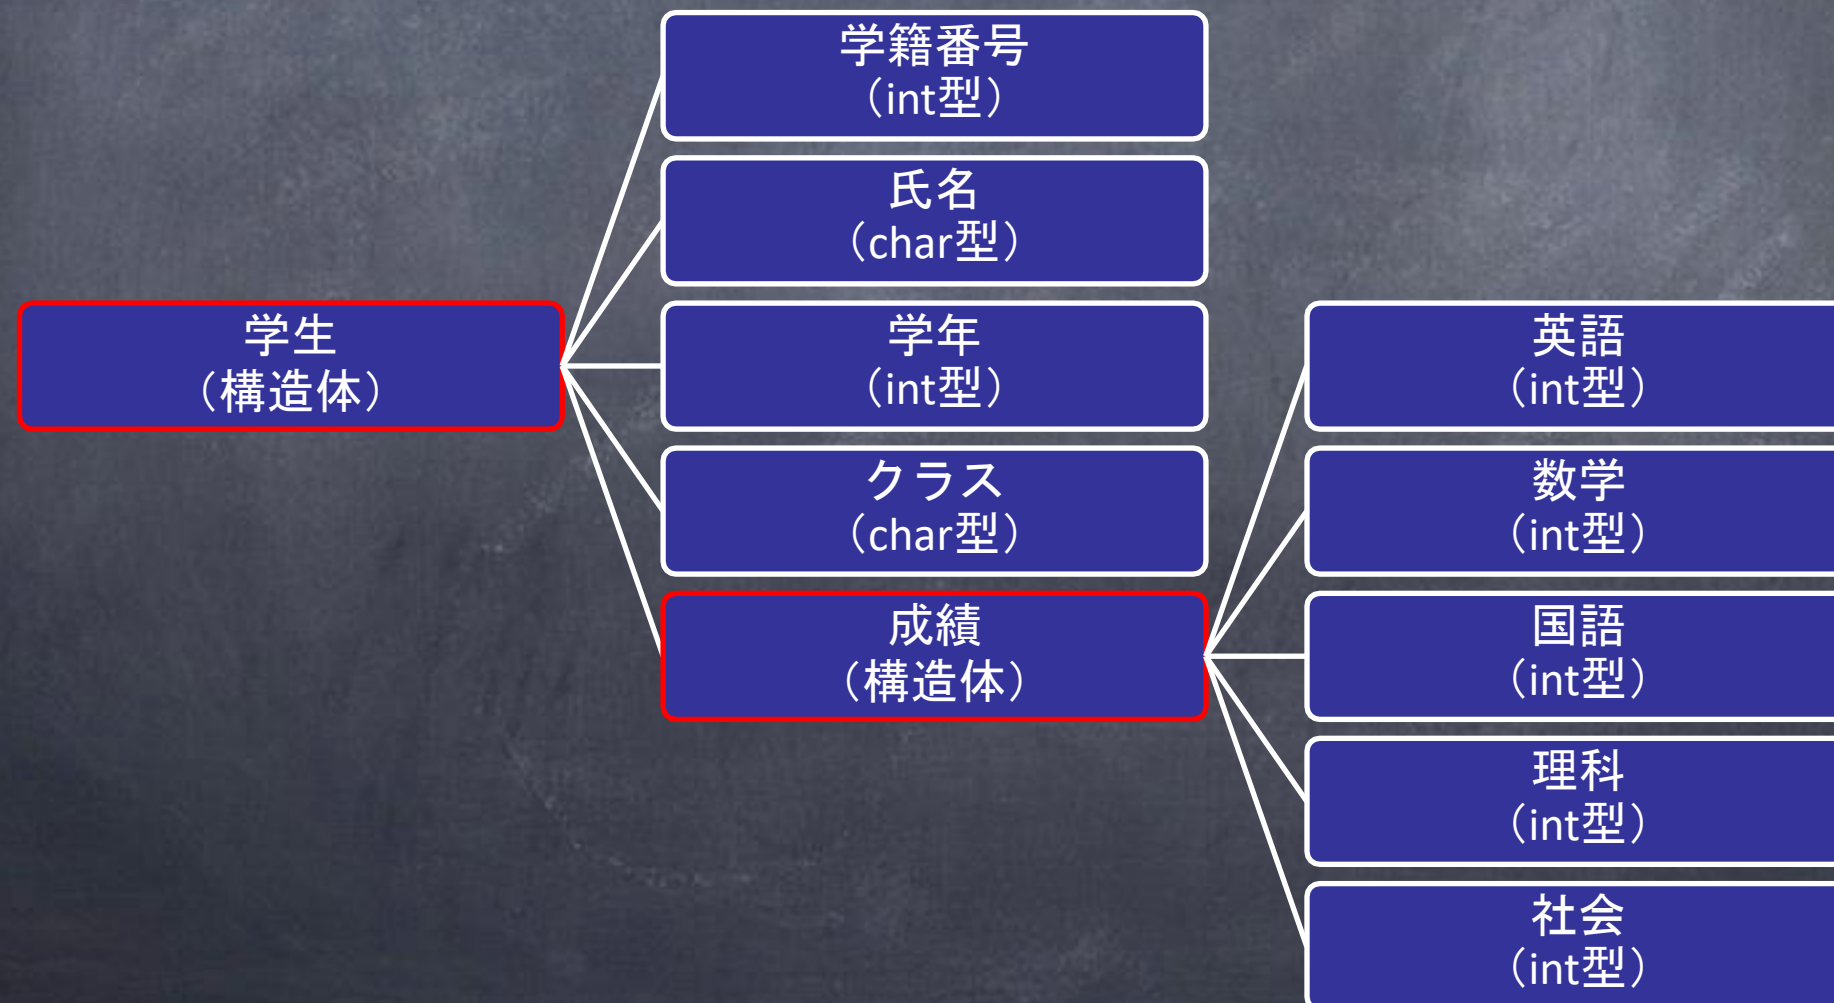 学生
（構造体）
学籍番号
（int型）
氏名
（char型）
学年
（int型）
クラス
（char型）
成績
（構造体）
英語
（int型）
数学
（int型）
国語
（int型）
理科
（int型）
社会
（int型）